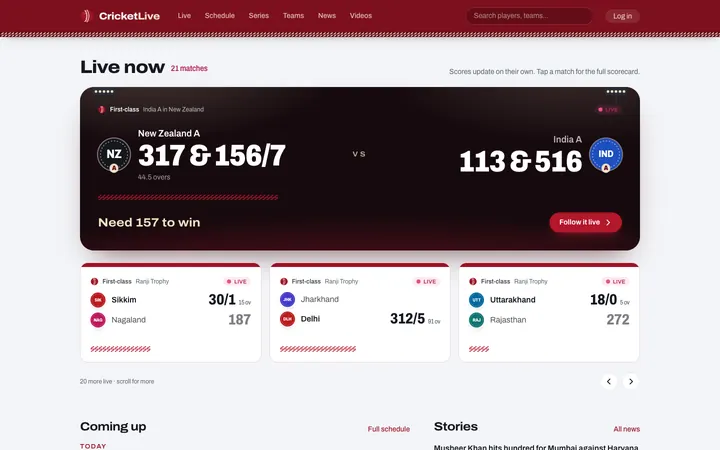 CricketLive Live Schedule Series Teams News Videos Search players, teams... Log in
Live now 21 matches
Scores update on their own. Tap a match for the full scorecard.
First-class India A in New Zealand LIVE
NZ A
New Zealand A
317 & 156/7
44.5 overs
VS
India A
113 & 516
IND A
Need 157 to win
Follow it live
First-class Ranji Trophy LIVE
SIK Sikkim 30/1 15 ov
NAG Nagaland 187
First-class Ranji Trophy LIVE
JHK Jharkhand
DLH Delhi 312/5 91 ov
First-class Ranji Trophy LIVE
UTT Uttarakhand 18/0 5 ov
RAJ Rajasthan 272
20 more live · scroll for more
Coming up Full schedule
TODAY
Stories All news
Musheer Khan hits hundred for Mumbai against Haryana